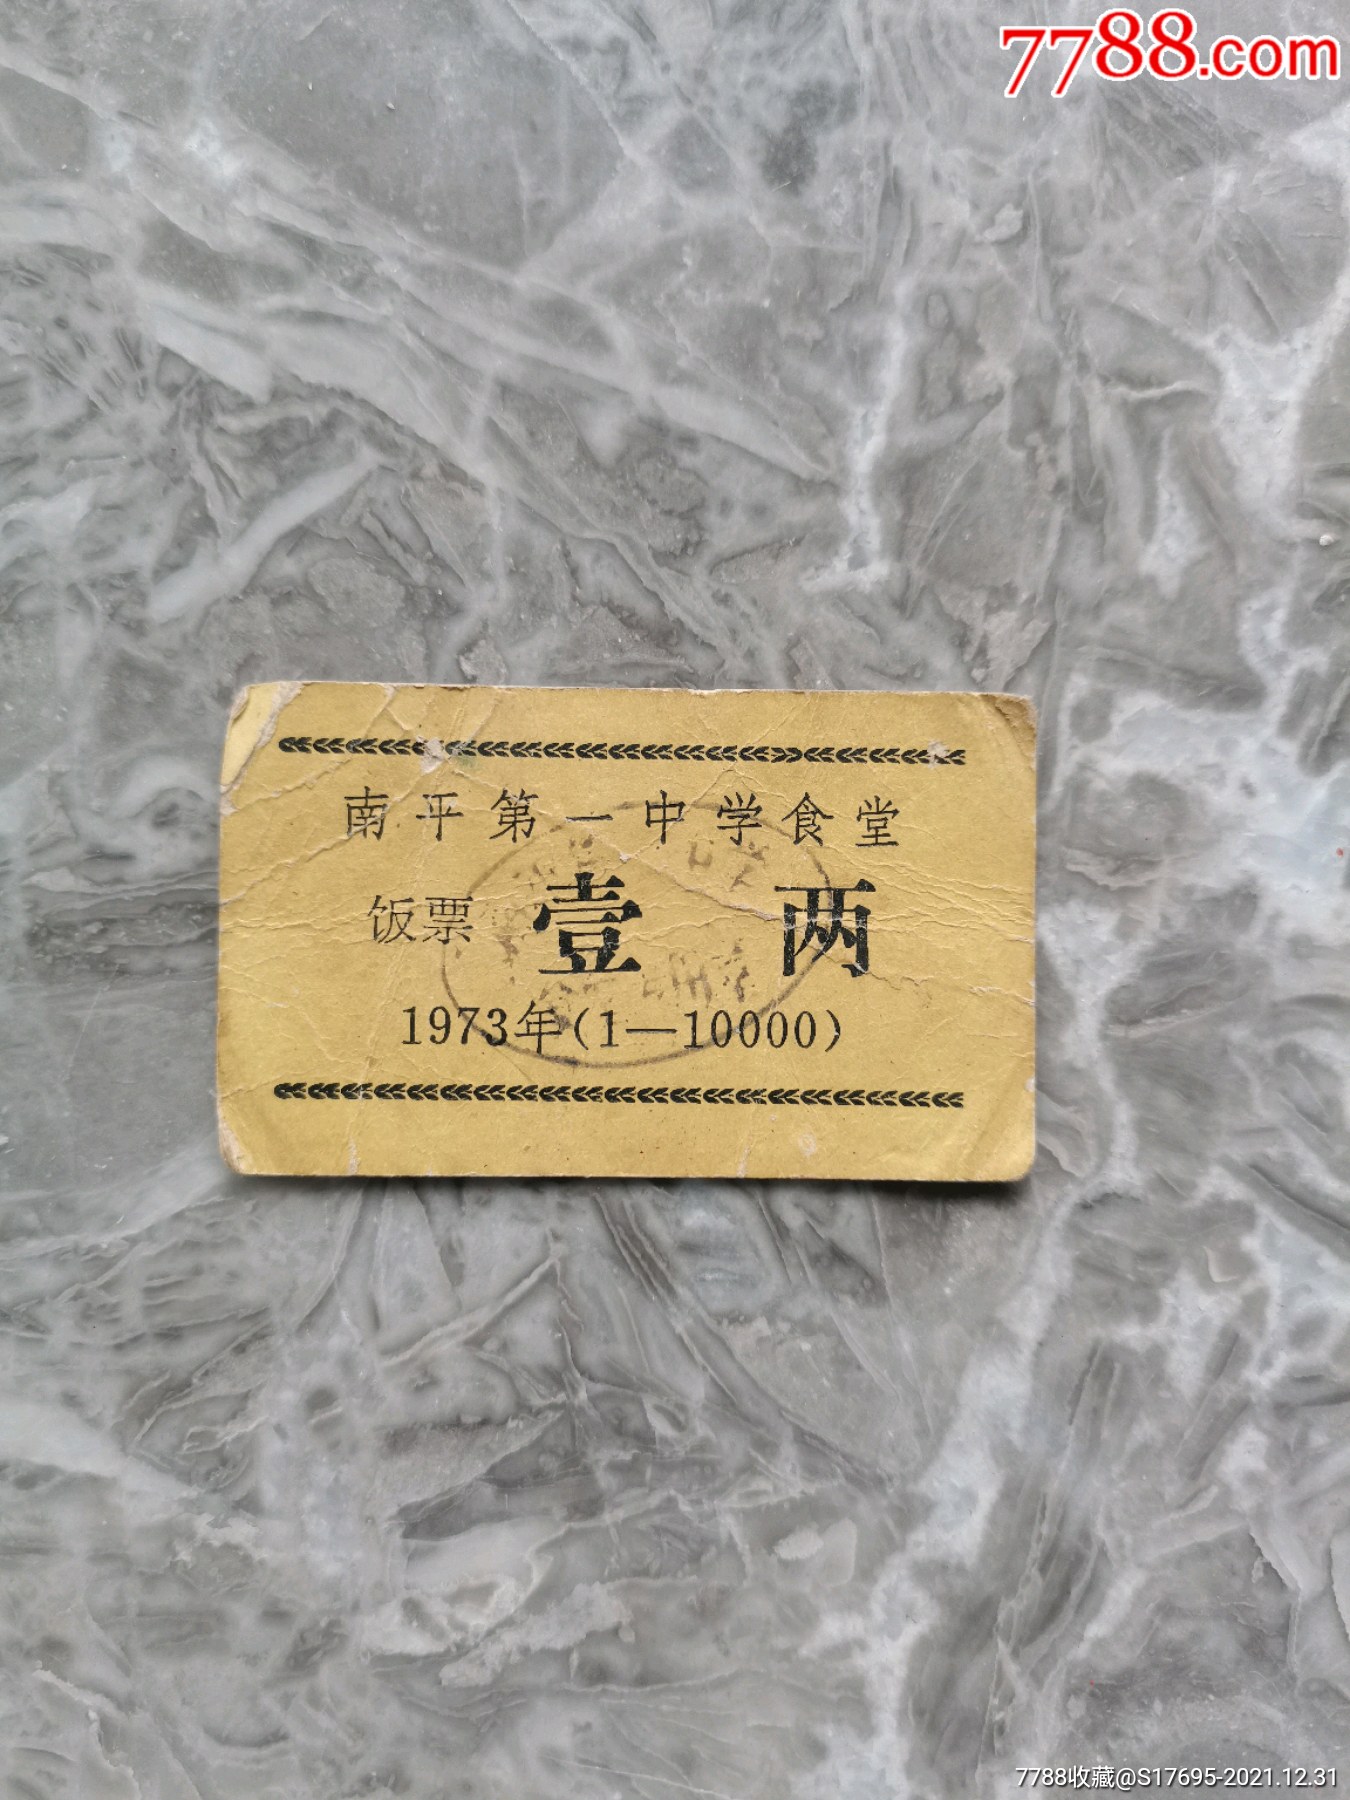 7788.com
南平第一中学食堂
饭票 壹 两
1973年(1—10000)
7788收藏@S17695-2021.12.31